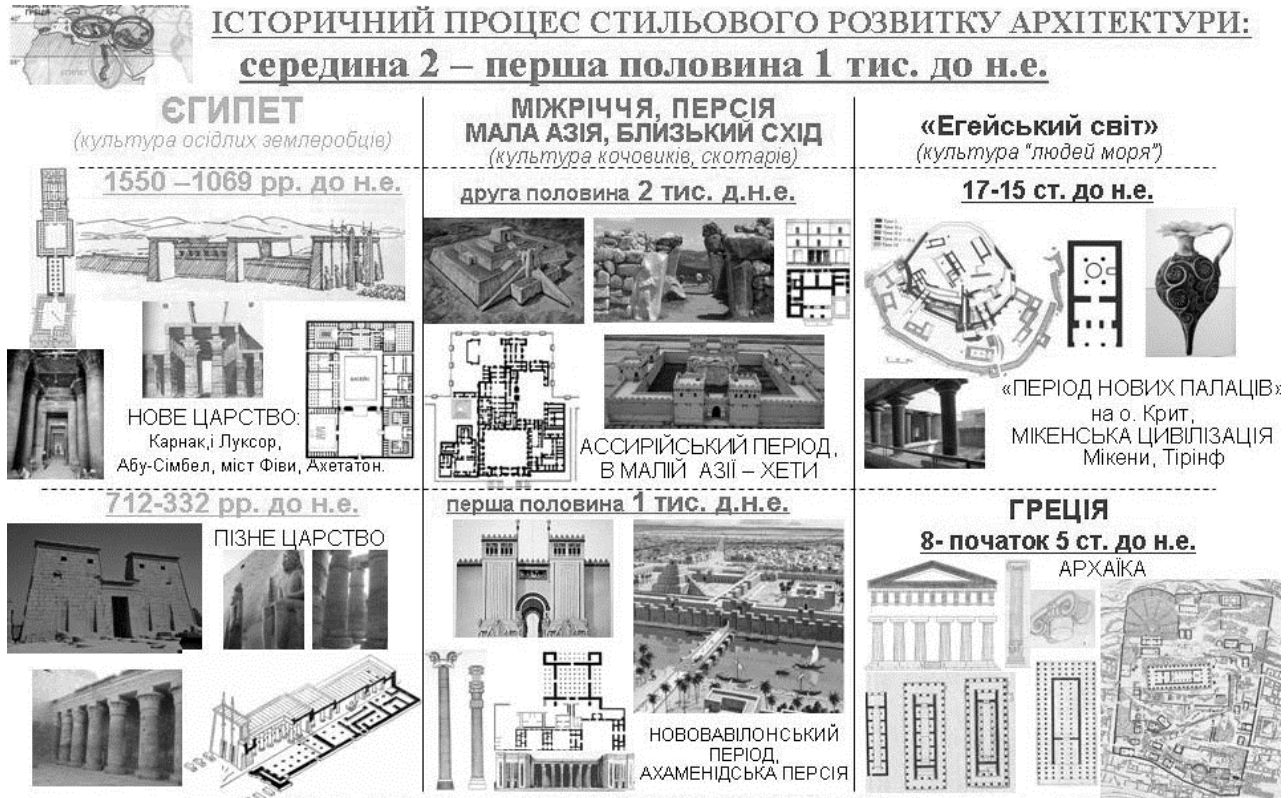 ІСТОРИЧНИЙ ПРОЦЕС СТИЛЬОВОГО РОЗВИТКУ АРХІТЕКТУРИ:
середина 2 – перша половина 1 тис. до н.е.
ЄГИПЕТ
(культура осідлих землеробців)
1550 –1069 рр. до н.е.
НОВЕ ЦАРСТВО:
Карнак,і Луксор,
Абу-Сімбел, міст Фіви, Ахетатон.
712-332 рр. до н.е.
ПІЗНЕ ЦАРСТВО
МІЖРІЧЧЯ, ПЕРСІЯ
МАЛА АЗІЯ, БЛИЗЬКИЙ СХІД
(культура кочовиків, скотарів)
друга половина 2 тис. д.н.е.
АССИРІЙСЬКИЙ ПЕРІОД,
В МАЛІЙ АЗІЇ – ХЕТИ
перша половина 1 тис. д.н.е.
НОВОВАВІЛОНСЬКИЙ
ПЕРІОД,
АХАМЕНІДСЬКА ПЕРСІЯ
«Егейський світ»
(культура “людей моря”)
17-15 ст. до н.е.
«ПЕРІОД НОВИХ ПАЛАЦІВ»
на о. Крит,
МІКЕНСЬКА ЦИВІЛІЗАЦІЯ
Мікени, Тірінф
ГРЕЦІЯ
8- початок 5 ст. до н.е.
АРХАЇКА